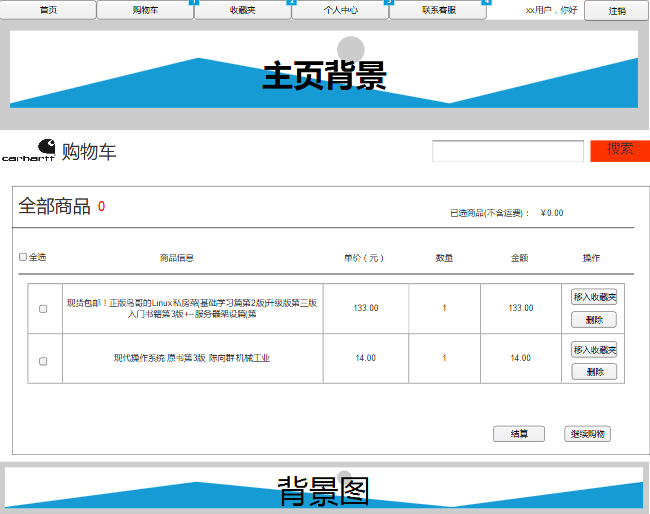 首页 购物车 1 收藏夹 2 个人中心 3 联系客服 4 xx用户，你好 注销
主页背景
carhartt 购物车 搜索
全部商品 0 已选商品(不含运费)： ￥0.00
全选 商品信息 单价（元） 数量 金额 操作
现货包邮！正版鸟哥的Linux私房菜|基础学习篇第2版|升级版第三版
入门书籍第3版+--服务器架设篇|第
133.00 1 133.00 移入收藏夹
删除
现代操作系统 原书第3版 陈向群 机械工业 14.00 1 14.00 移入收藏夹
删除
结算 继续购物
背景图